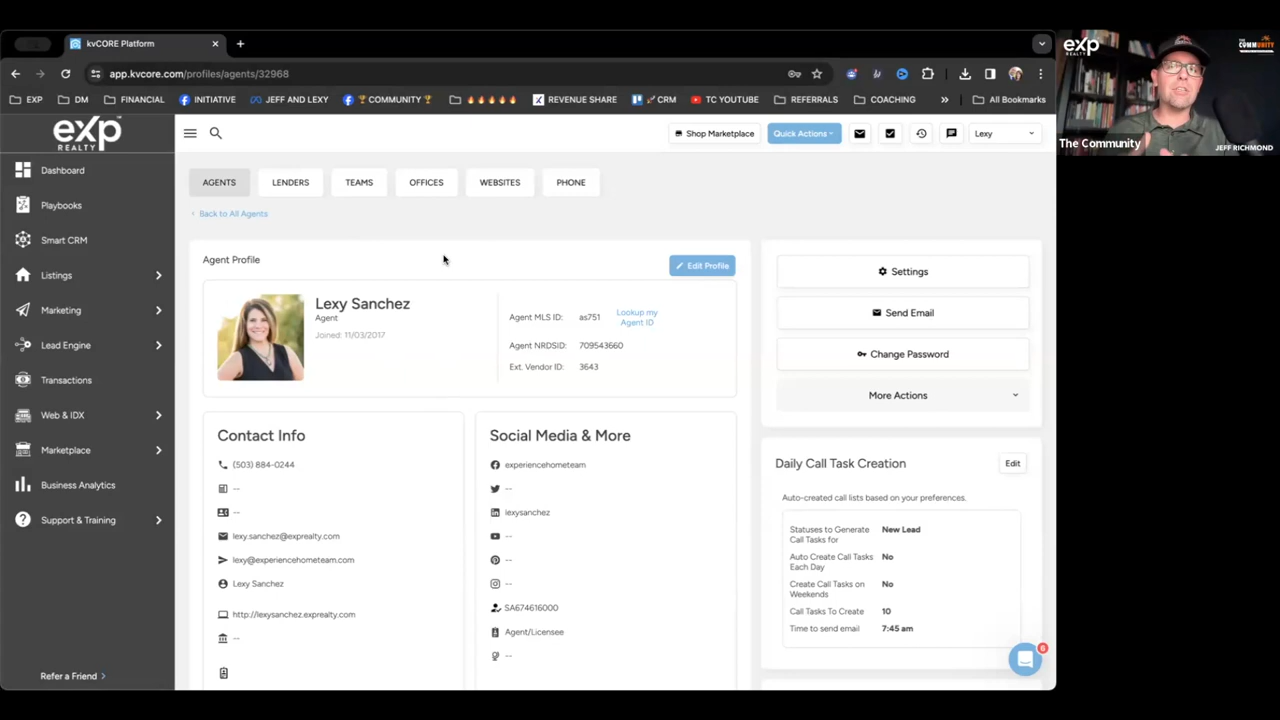 kvCORE Platform
app.kvcore.com/profiles/agents/32968
EXP
DM
FINANCIAL
INITIATIVE
JEFF AND LEXY
🏆COMMUNITY🏆
🔥🔥🔥🔥🔥
REVENUE SHARE
🚀CRM
TC YOUTUBE
REFERRALS
COACHING
»
All Bookmarks
exp
REALTY
THE COMMUNITY
The Community
JEFF RICHMOND
exp
REALTY
Shop Marketplace
Quick Actions
Lexy
Dashboard
Playbooks
Smart CRM
Listings
Marketing
Lead Engine
Transactions
Web & IDX
Marketplace
Business Analytics
Support & Training
Refer a Friend
AGENTS
LENDERS
TEAMS
OFFICES
WEBSITES
PHONE
Back to All Agents
Agent Profile
Edit Profile
Lexy Sanchez
Agent
Joined: 11/03/2017
Agent MLS ID: as751 Lookup my
Agent ID
Agent NRDSID: 709543660
Ext. Vendor ID: 3643
Contact Info
(503) 884-0244
--
--
lexy.sanchez@exprealty.com
lexy@experiencehometeam.com
Lexy Sanchez
http://lexysanchez.exprealty.com
--
Social Media & More
experiencehometeam
--
lexysanchez
--
--
--
SA674616000
Agent/Licensee
--
Settings
Send Email
Change Password
More Actions
Daily Call Task Creation
Edit
Auto-created call lists based on your preferences.
Statuses to Generate New Lead
Call Tasks for
Auto Create Call Tasks No
Each Day
Create Call Tasks on No
Weekends
Call Tasks To Create 10
Time to send email 7:45 am
6